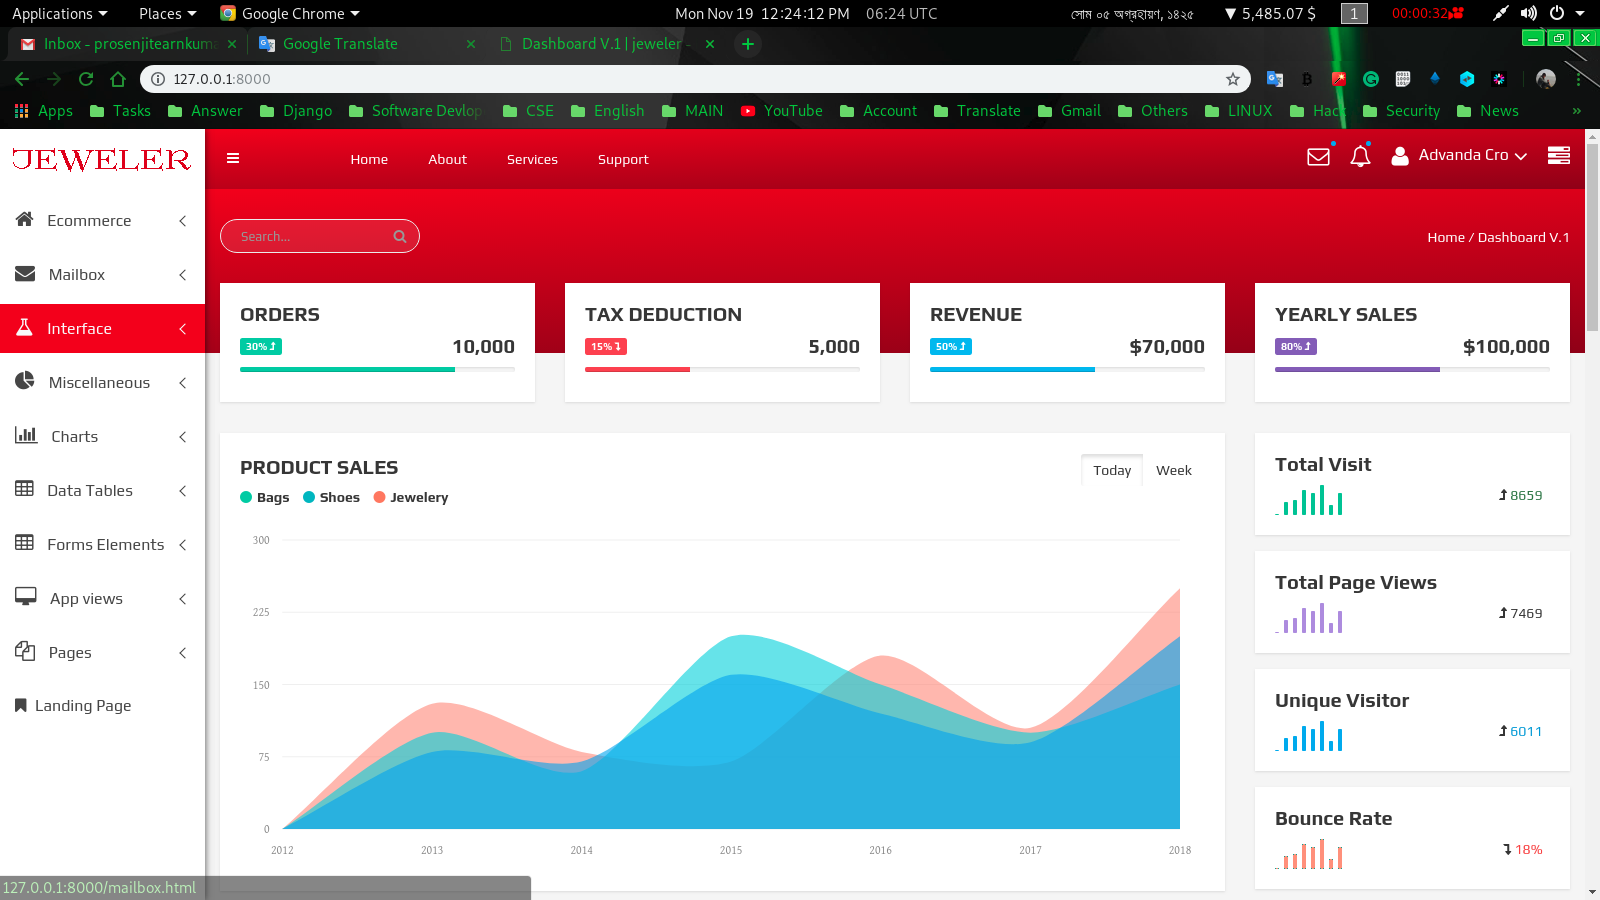 Applications Places Google Chrome Mon Nov 19 12:24:12 PM 06:24 UTC সোম ০৫ অগ্রহায়ণ, ১৪২৫ ▼ 5,485.07 $ 1 00:00:32
Inbox - prosenjitearnkuma Google Translate Dashboard V.1 | jeweler -
127.0.0.1:8000
Apps Tasks Answer Django Software Devlop CSE English MAIN YouTube Account Translate Gmail Others LINUX Hack Security News »
JEWELER Home About Services Support Advanda Cro
Search... Home / Dashboard V.1
Ecommerce
Mailbox
Interface
Miscellaneous
Charts
Data Tables
Forms Elements
App views
Pages
Landing Page
ORDERS
30% 10,000
TAX DEDUCTION
15% 5,000
REVENUE
50% $70,000
YEARLY SALES
80% $100,000
PRODUCT SALES Today Week
Bags Shoes Jewelery
300
225
150
75
0
2012 2013 2014 2015 2016 2017 2018
Total Visit
8659
Total Page Views
7469
Unique Visitor
6011
Bounce Rate
18%
127.0.0.1:8000/mailbox.html